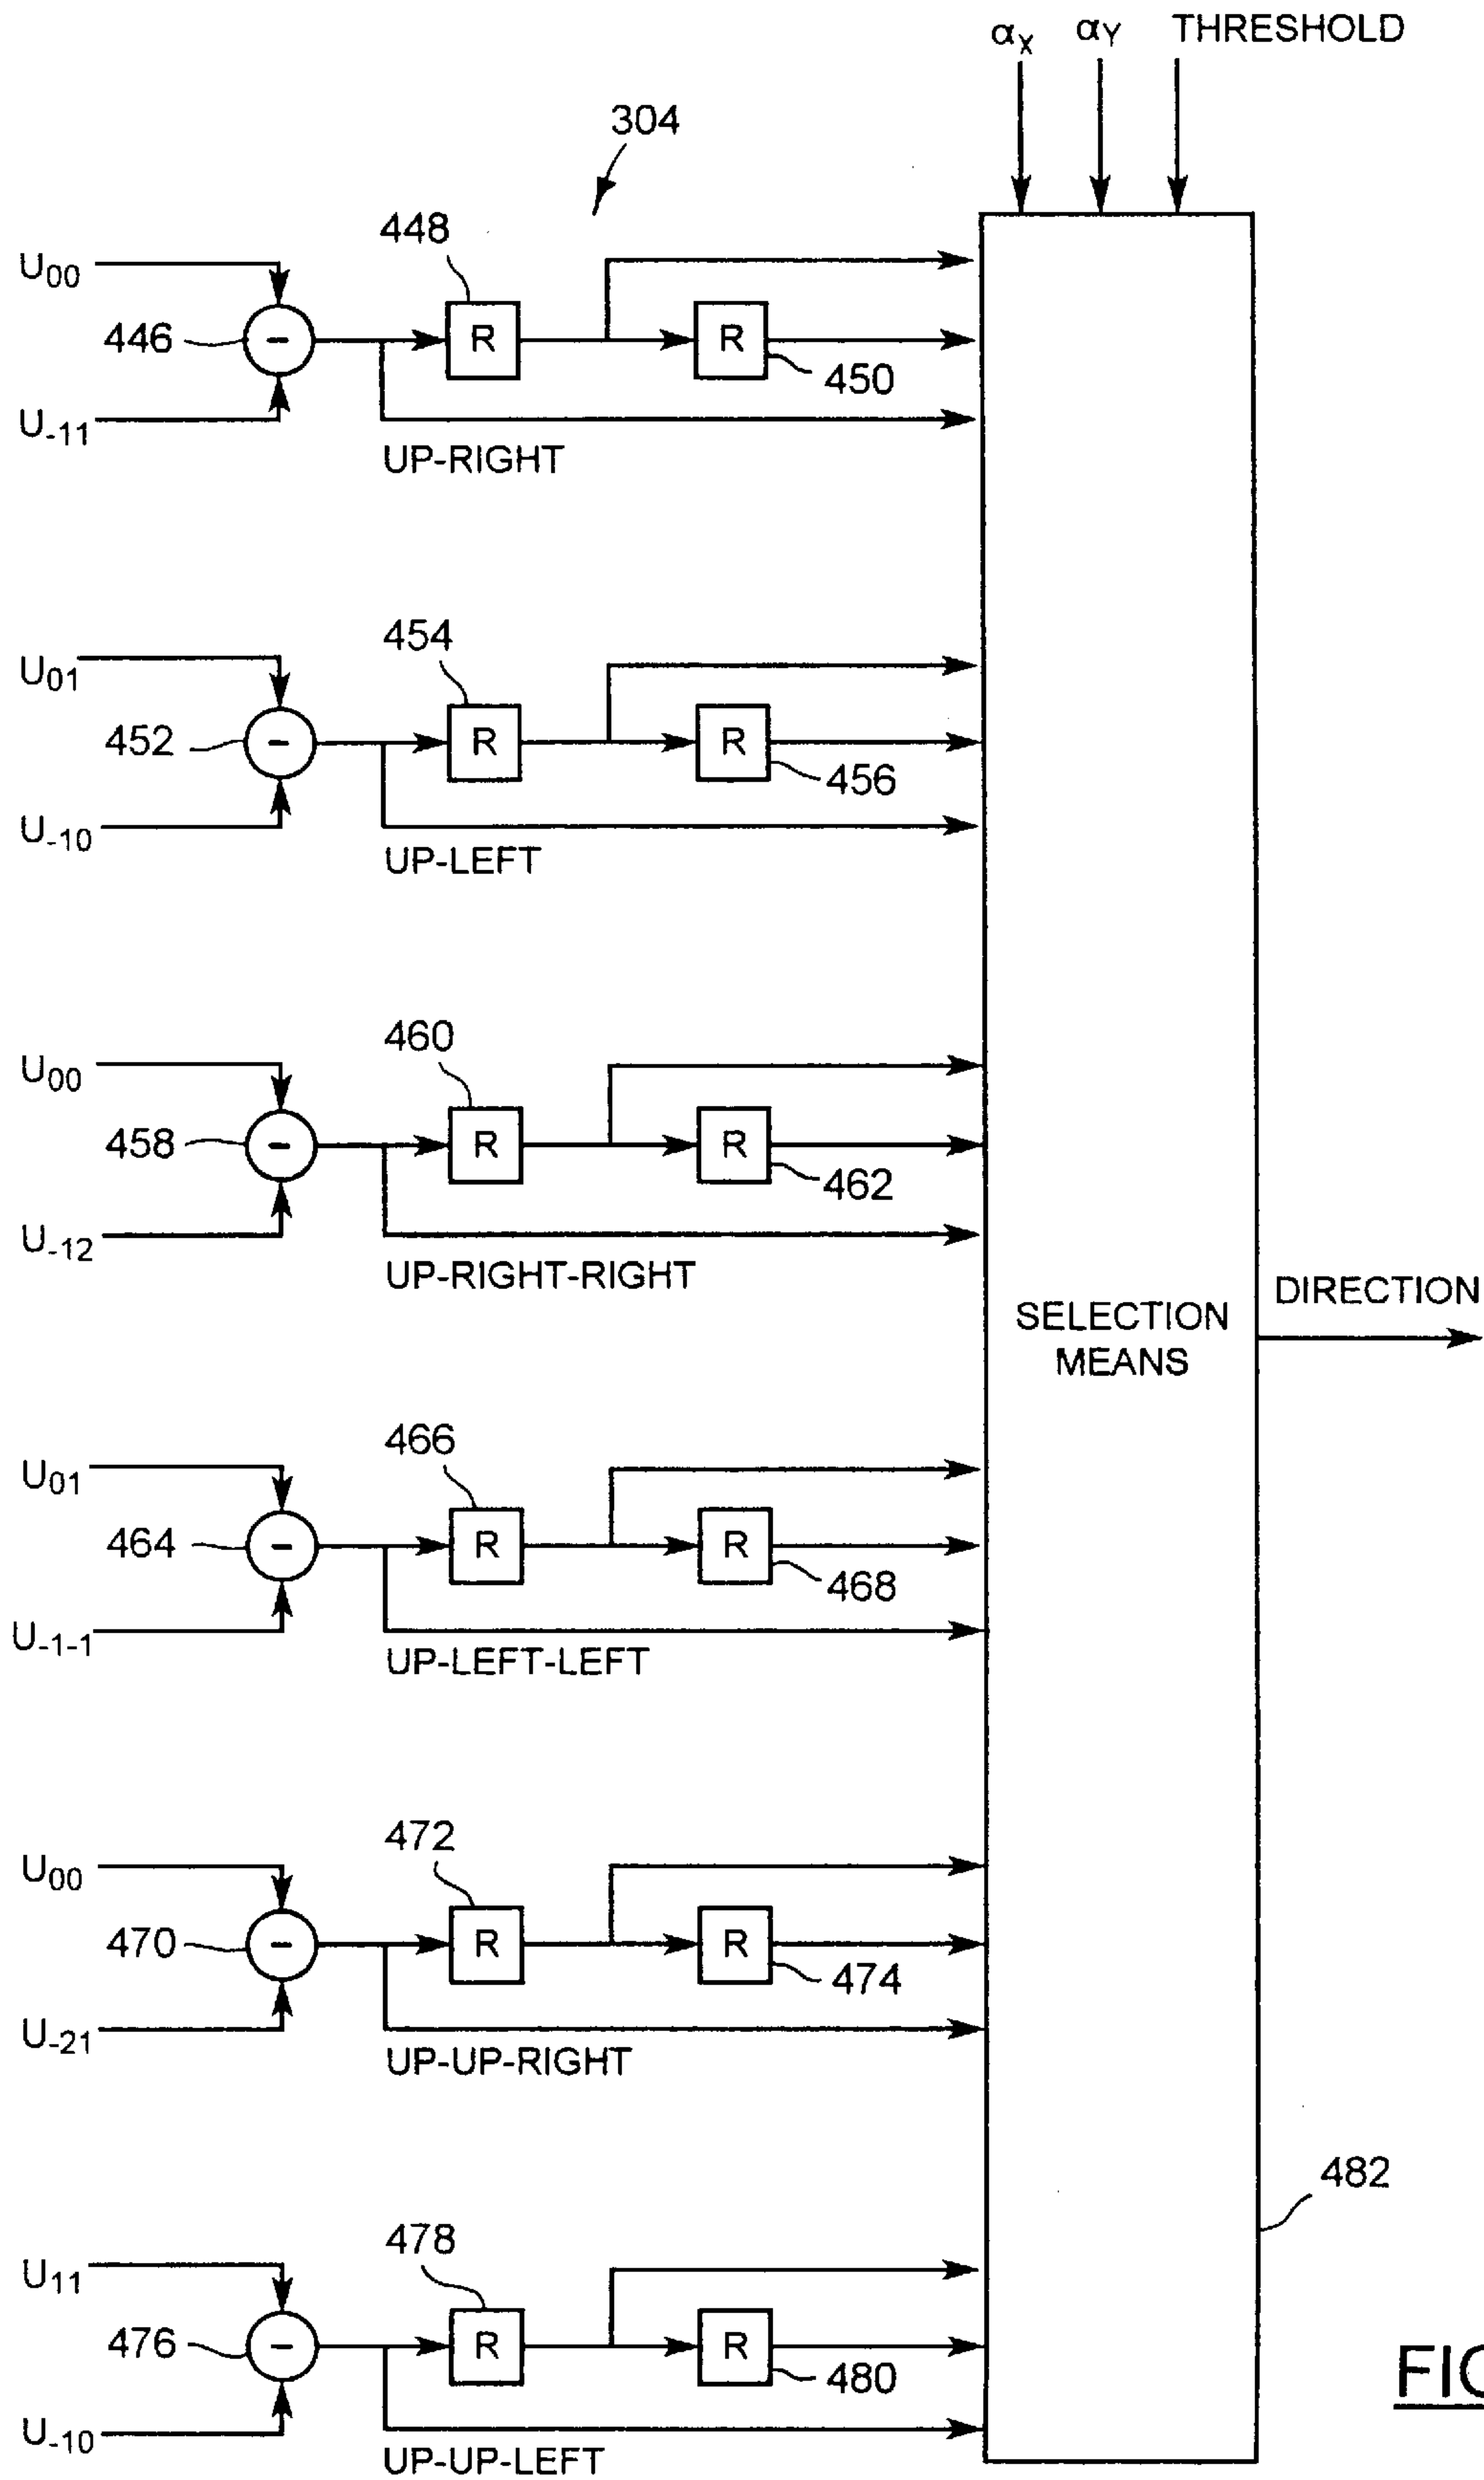 αX αY THRESHOLD
304
448
U00
446 - R R
450
U-11
UP-RIGHT
454
U01
452 - R R
456
U-10
UP-LEFT
460
U00
458 - R R
462
U-12
UP-RIGHT-RIGHT
DIRECTION
SELECTION
MEANS
466
U01
464 - R R
468
U-1-1
UP-LEFT-LEFT
472
U00
470 - R R
474
U-21
UP-UP-RIGHT
482
478
U11
476 - R R
480
U-10
UP-UP-LEFT